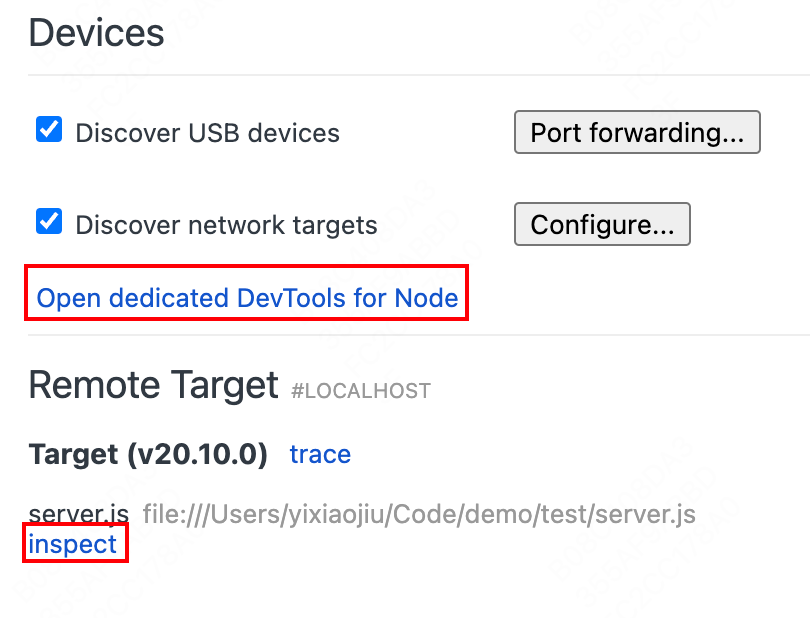 Devices
Discover USB devices
Port forwarding...
Discover network targets
Configure...
Open dedicated DevTools for Node
Remote Target #LOCALHOST
Target (v20.10.0) trace
server.js file:///Users/yixiaojiu/Code/demo/test/server.js
inspect